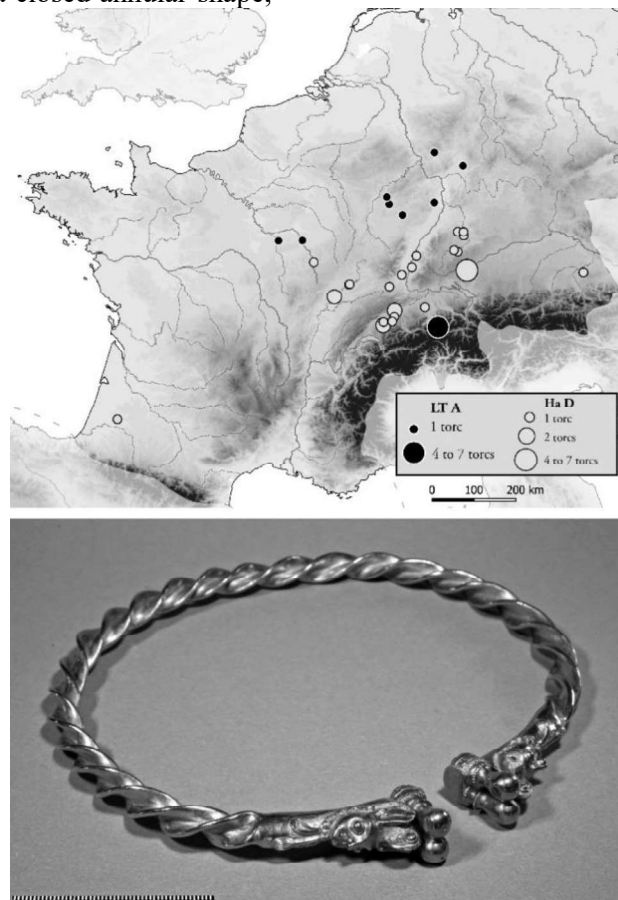 closed annular shape,
LT A
1 torc
4 to 7 torcs
Ha D
1 torc
2 torcs
4 to 7 torcs
0 100 200 km